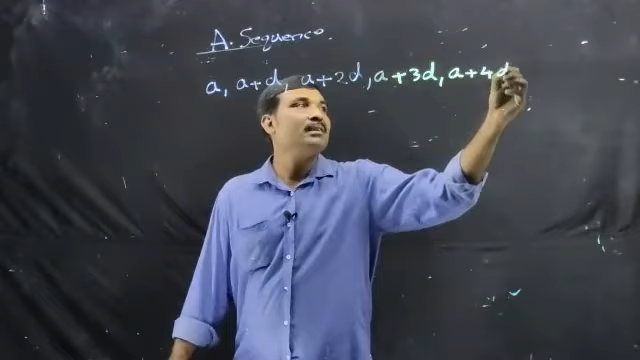 A. Sequence
a, a+d, a+2d, a+3d, a+4d